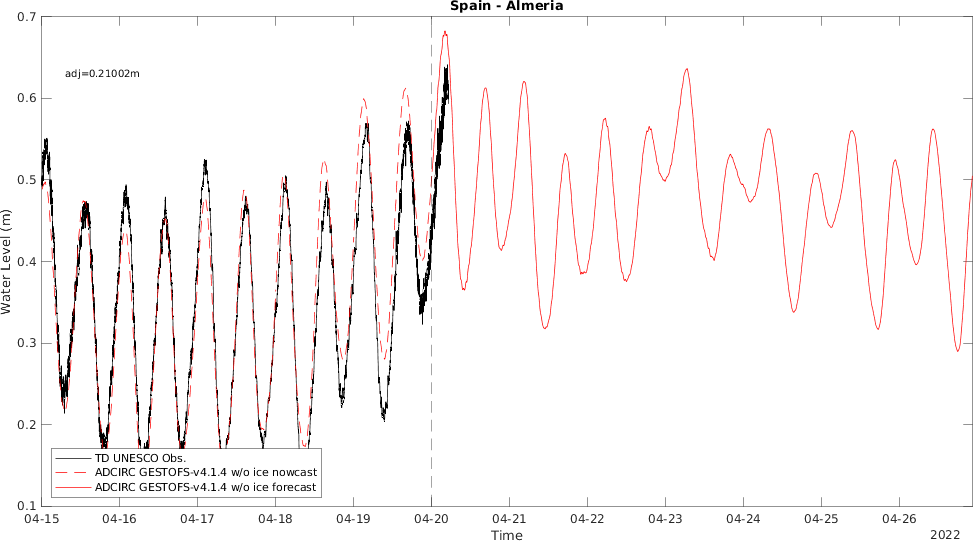 Spain - Almeria
0.7
0.6
0.5
0.4
0.3
0.2
0.1
Water Level (m)
adj=0.21002m
TD UNESCO Obs.
ADCIRC GESTOFS-v4.1.4 w/o ice nowcast
ADCIRC GESTOFS-v4.1.4 w/o ice forecast
04-15 04-16 04-17 04-18 04-19 04-20 04-21 04-22 04-23 04-24 04-25 04-26
Time
2022